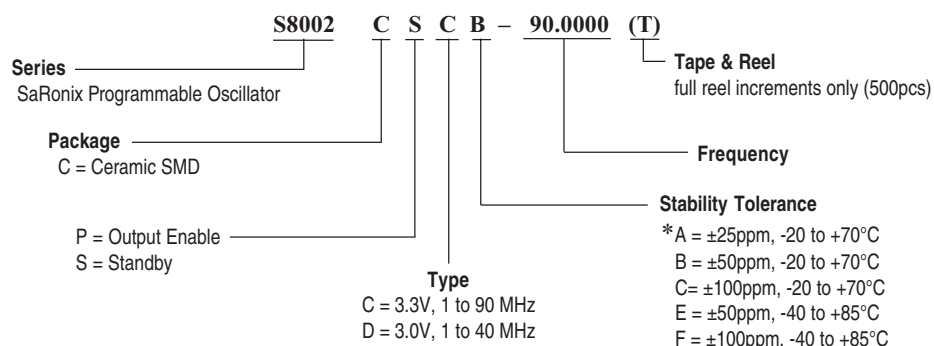 S8002 C S C B – 90.0000 (T)
Series
SaRonix Programmable Oscillator
Tape & Reel
full reel increments only (500pcs)
Package
C = Ceramic SMD
Frequency
P = Output Enable
S = Standby
Type
C = 3.3V, 1 to 90 MHz
D = 3.0V, 1 to 40 MHz
Stability Tolerance
*A = ±25ppm, -20 to +70°C
B = ±50ppm, -20 to +70°C
C= ±100ppm, -20 to +70°C
E = ±50ppm, -40 to +85°C
F = ±100ppm, -40 to +85°C